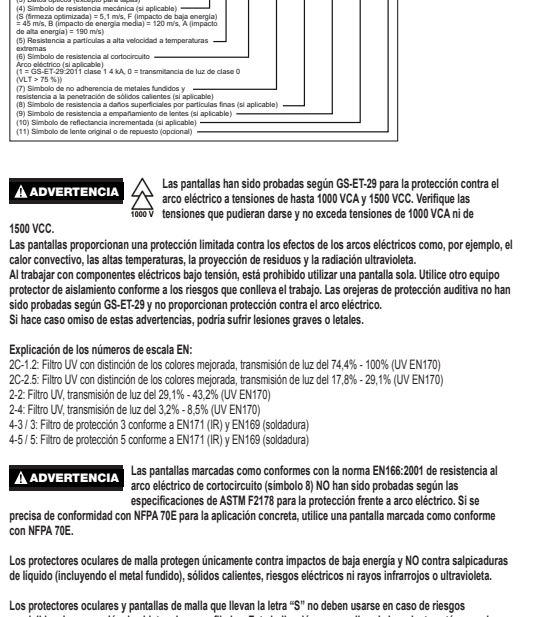 (S (firmeza optimizada) = 5,1 m/s, F (impacto de baja energía)
(4) Símbolo de resistencia mecánica (si aplicable)
= 45 m/s, B (impacto de energía media) = 120 m/s, A (impacto
de alta energía) = 190 m/s)
(5) Resistencia a partículas a alta velocidad a temperaturas
extremas
(6) Símbolo de resistencia al cortocircuito
Arco eléctrico (si aplicable)
(1 = GS-ET-29:2011 clase 1 4 kA, 0 = transmitancia de luz de clase 0
(VLT > 75 %))
(7) Símbolo de no adherencia de metales fundidos y
resistencia a la penetración de sólidos calientes (si aplicable)
(8) Símbolo de resistencia a daños superficiales por partículas finas (si aplicable)
(9) Símbolo de resistencia a empañamiento de lentes (si aplicable)
(10) Símbolo de reflectancia incrementada (si aplicable)
(11) Símbolo de lente original o de repuesto (opcional)
ADVERTENCIA
1000 V
Las pantallas han sido probadas según GS-ET-29 para la protección contra el
arco eléctrico a tensiones de hasta 1000 VCA y 1500 VCC. Verifique las
tensiones que pudieran darse y no exceda tensiones de 1000 VCA ni de
1500 VCC.
Las pantallas proporcionan una protección limitada contra los efectos de los arcos eléctricos como, por ejemplo, el
calor convectivo, las altas temperaturas, la proyección de residuos y la radiación ultravioleta.
Al trabajar con componentes eléctricos bajo tensión, está prohibido utilizar una pantalla sola. Utilice otro equipo
protector de aislamiento conforme a los riesgos que conlleva el trabajo. Las orejeras de protección auditiva no han
sido probadas según GS-ET-29 y no proporcionan protección contra el arco eléctrico.
Si hace caso omiso de estas advertencias, podría sufrir lesiones graves o letales.
Explicación de los números de escala EN:
2C-1.2: Filtro UV con distinción de los colores mejorada, transmisión de luz del 74,4% - 100% (UV EN170)
2C-2.5: Filtro UV con distinción de los colores mejorada, transmisión de luz del 17,8% - 29,1% (UV EN170)
2-2: Filtro UV, transmisión de luz del 29,1% - 43,2% (UV EN170)
2-4: Filtro UV, transmisión de luz del 3,2% - 8,5% (UV EN170)
4-3 / 3: Filtro de protección 3 conforme a EN171 (IR) y EN169 (soldadura)
4-5 / 5: Filtro de protección 5 conforme a EN171 (IR) y EN169 (soldadura)
ADVERTENCIA
Las pantallas marcadas como conformes con la norma EN166:2001 de resistencia al
arco eléctrico de cortocircuito (símbolo 8) NO han sido probadas según las
especificaciones de ASTM F2178 para la protección frente a arco eléctrico. Si se
precisa de conformidad con NFPA 70E para la aplicación concreta, utilice una pantalla marcada como conforme
con NFPA 70E.
Los protectores oculares de malla protegen únicamente contra impactos de baja energía y NO contra salpicaduras
de líquido (incluyendo el metal fundido), sólidos calientes, riesgos eléctricos ni rayos infrarrojos o ultravioleta.
Los protectores oculares y pantallas de malla que llevan la letra “S” no deben usarse en caso de riesgos